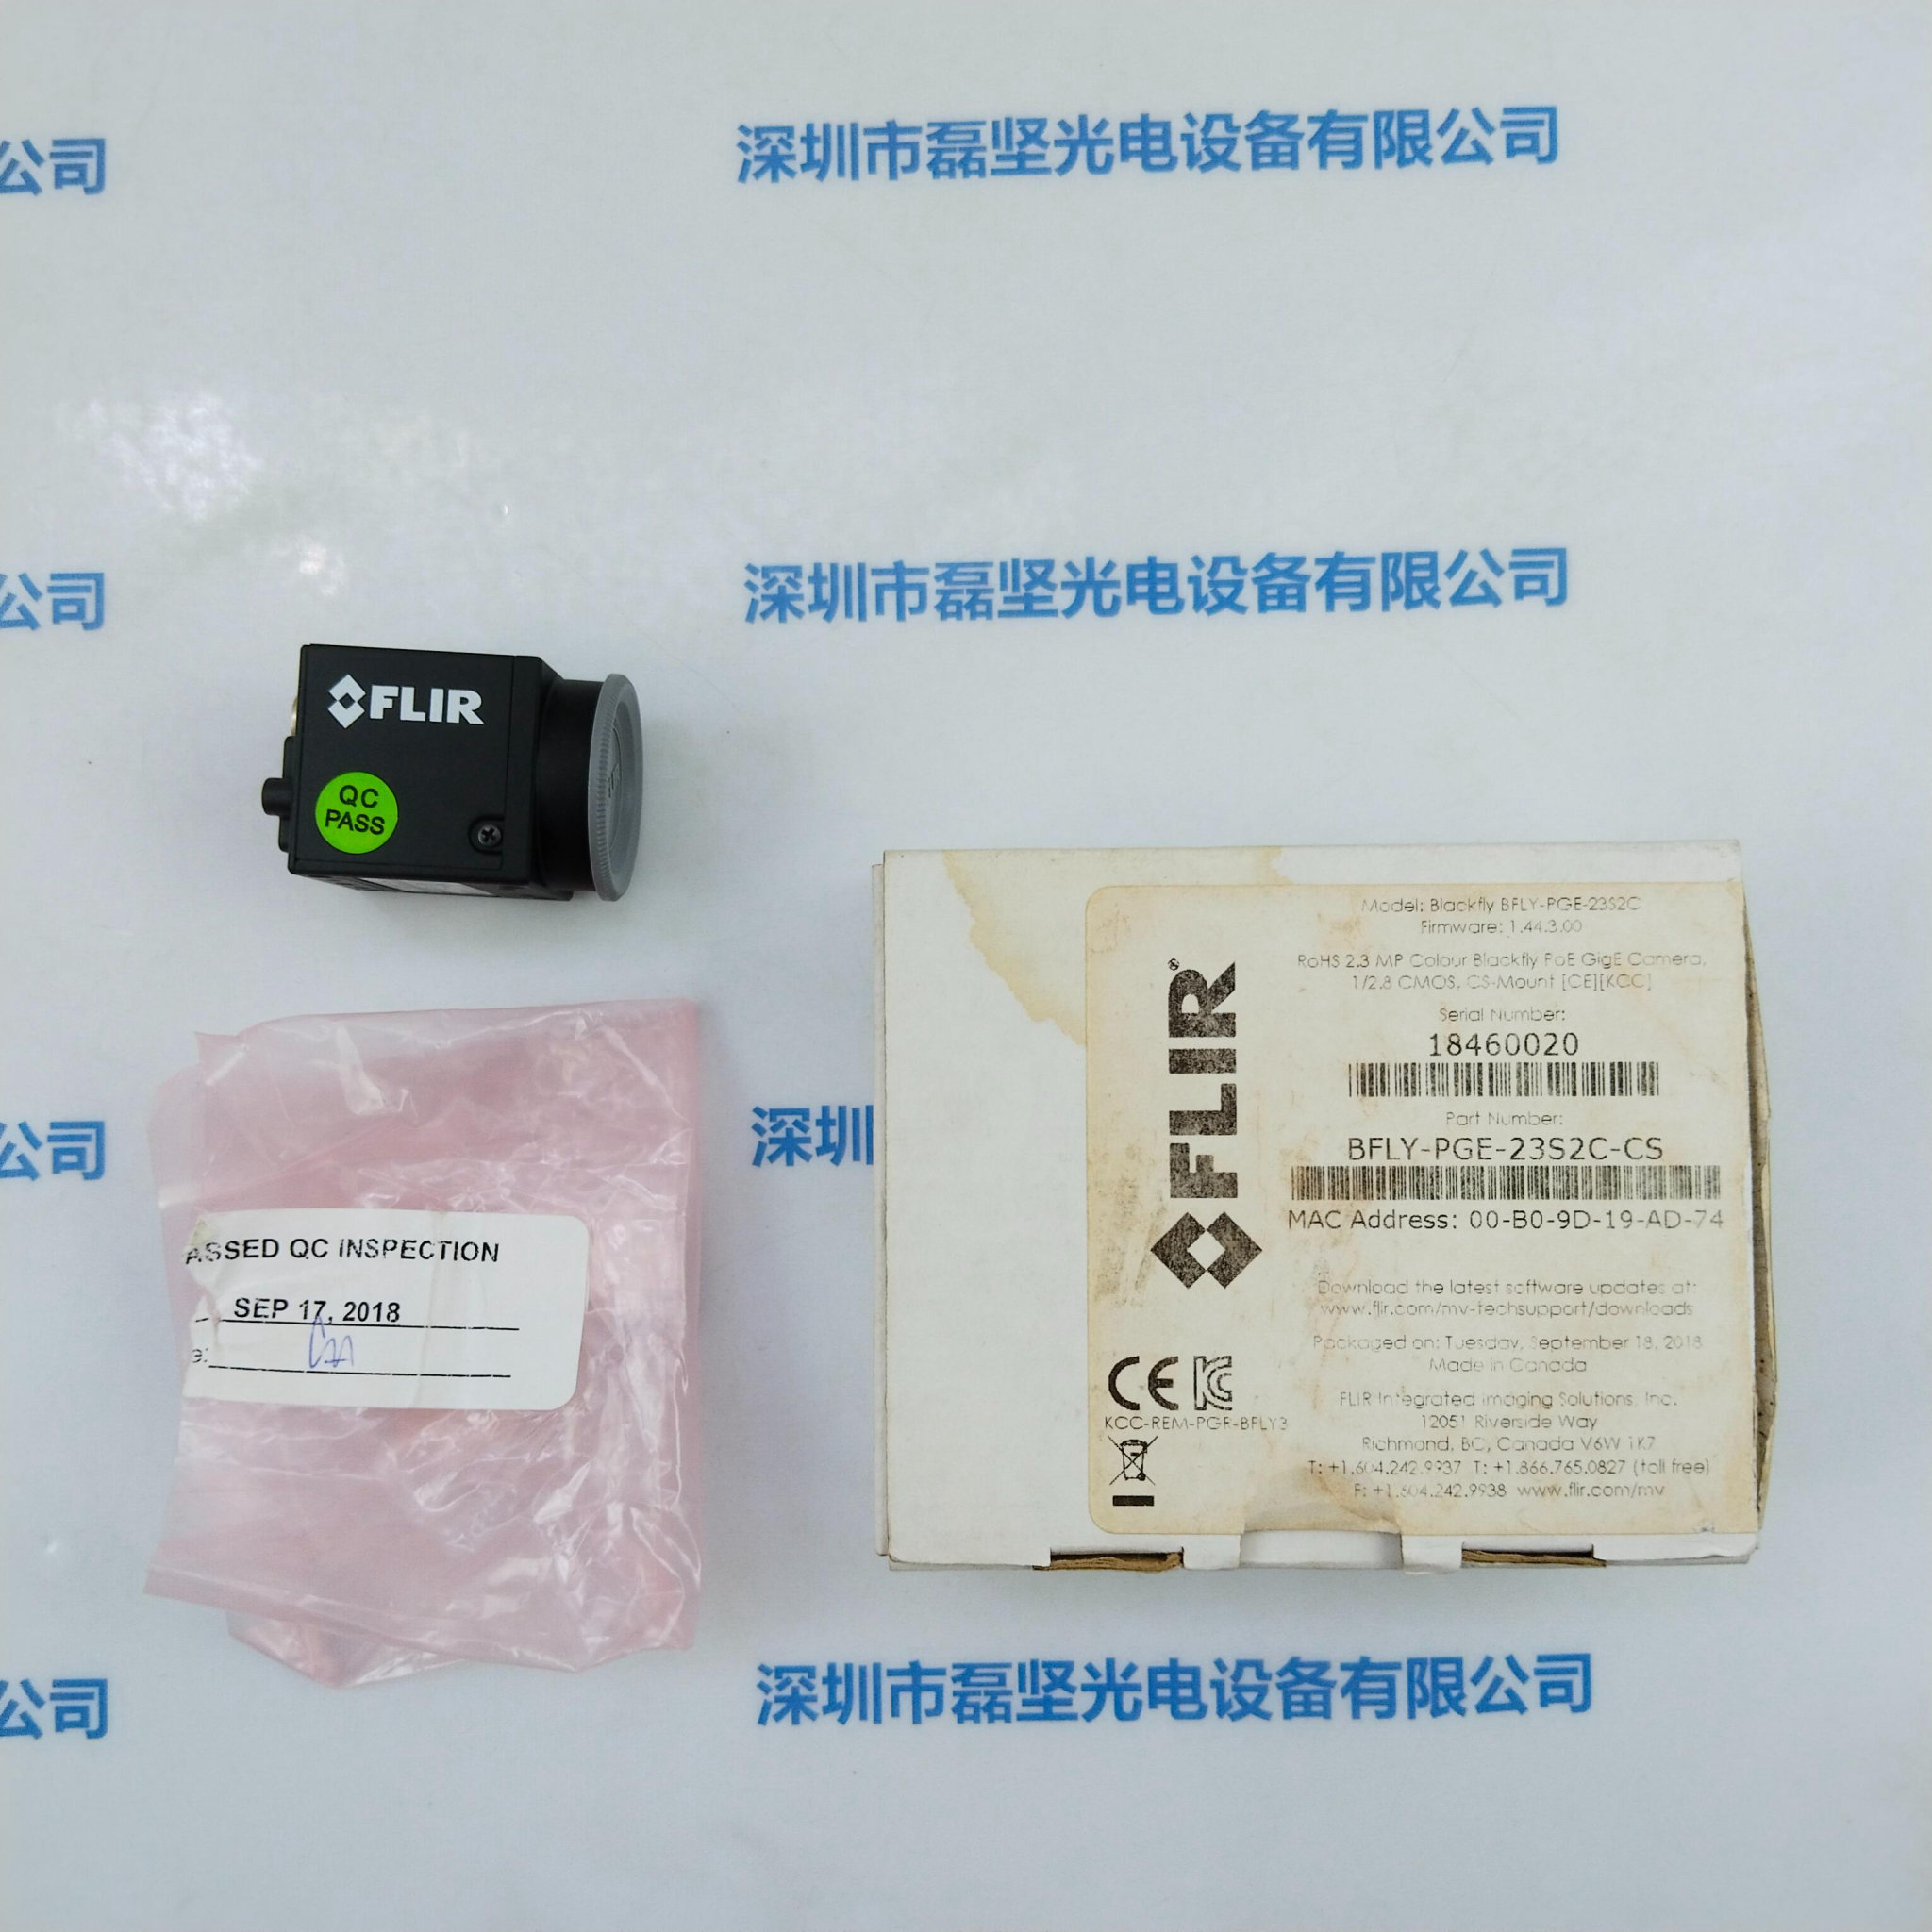 公司
深圳市磊坚光电设备有限公司
公司
深圳市磊坚光电设备有限公司
FLIR
QC
PASS
公司
深圳
Model: Blackfly BFLY-PGE-23S2C
Firmware: 1.44.3.00
RoHS 2.3 MP Colour Blackfly PoE GigE Camera,
1/2.8 CMOS, CS-Mount [CE][KCC]
Serial Number:
18460020
Part Number:
BFLY-PGE-23S2C-CS
MAC Address: 00-B0-9D-19-AD-74
Download the latest software updates at:
www.flir.com/mv-techsupport/downloads
Packaged on: Tuesday, September 18, 2018
Made in Canada
FLIR Integrated Imaging Solutions, Inc.
12051 Riverside Way
Richmond, BC, Canada V6W 1K7
T: +1.604.242.9937 T: +1.866.765.0827 (toll free)
F: +1.604.242.9938 www.flir.com/mv
FLIR®
CE KC
KCC-REM-PGR-BFLY3
ASSED QC INSPECTION
SEP 17, 2018
e:
公司
深圳市磊坚光电设备有限公司